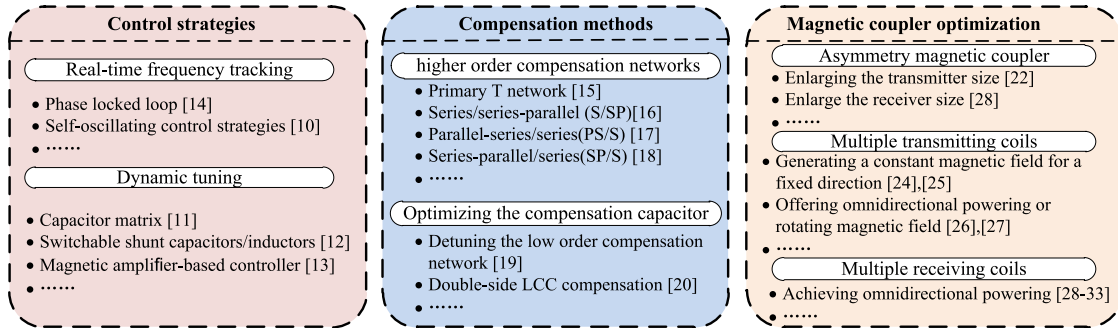 Control strategies
Real-time frequency tracking
• Phase locked loop [14]
• Self-oscillating control strategies [10]
• ······
Dynamic tuning
• Capacitor matrix [11]
• Switchable shunt capacitors/inductors [12]
• Magnetic amplifier-based controller [13]
• ······
Compensation methods
higher order compensation networks
• Primary T network [15]
• Series/series-parallel (S/SP)[16]
• Parallel-series/series(PS/S) [17]
• Series-parallel/series(SP/S) [18]
• ······
Optimizing the compensation capacitor
• Detuning the low order compensation
network [19]
• Double-side LCC compensation [20]
• ······
Magnetic coupler optimization
Asymmetry magnetic coupler
• Enlarging the transmitter size [22]
• Enlarge the receiver size [28]
• ······
Multiple transmitting coils
• Generating a constant magnetic field for a
fixed direction [24],[25]
• Offering omnidirectional powering or
rotating magnetic field [26],[27]
• ······
Multiple receiving coils
• Achieving omnidirectional powering [28-33]
• ······